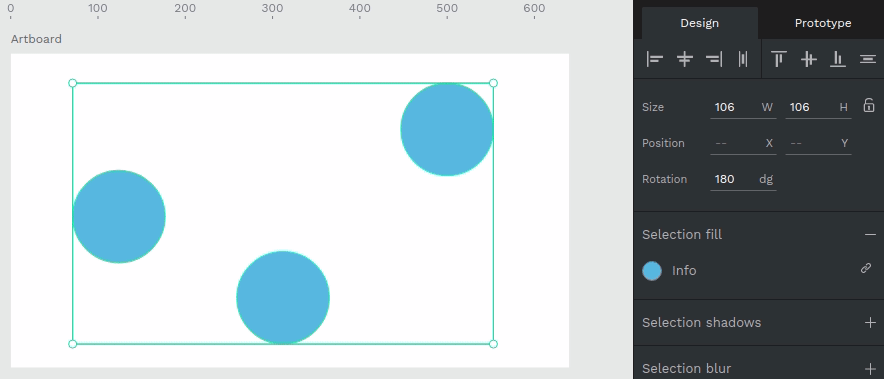 0 100 200 300 400 500 600
Artboard
Design Prototype
Size 106 W 106 H
Position -- X -- Y
Rotation 180 dg
Selection fill
Info
Selection shadows
Selection blur